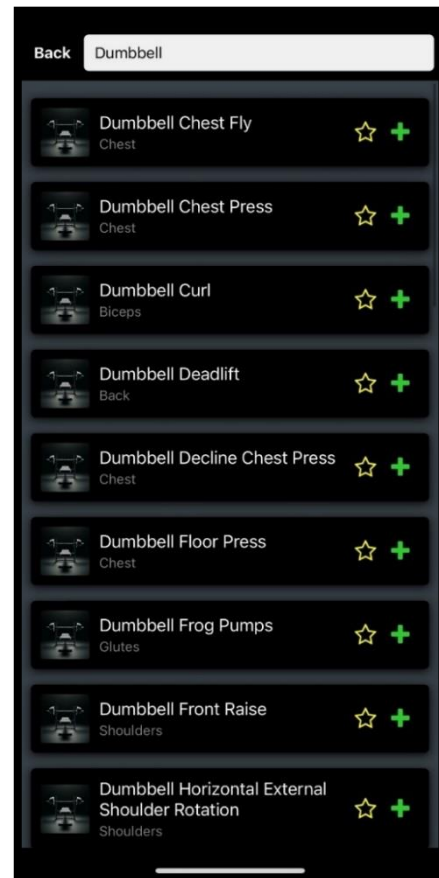 Back
Dumbbell
Dumbbell Chest Fly
Chest
Dumbbell Chest Press
Chest
Dumbbell Curl
Biceps
Dumbbell Deadlift
Back
Dumbbell Decline Chest Press
Chest
Dumbbell Floor Press
Chest
Dumbbell Frog Pumps
Glutes
Dumbbell Front Raise
Shoulders
Dumbbell Horizontal External
Shoulder Rotation
Shoulders